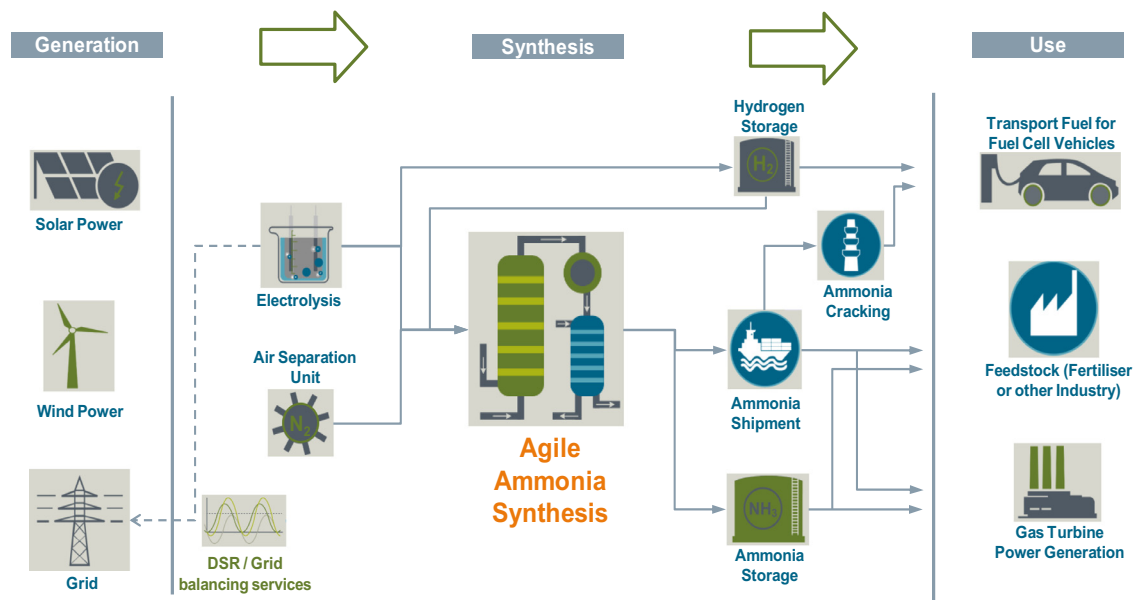 Generation
Synthesis
Use
Solar Power
Wind Power
Grid
Electrolysis
Air Separation
Unit
N2
DSR / Grid
balancing services
Agile
Ammonia
Synthesis
Hydrogen
Storage
H2
Ammonia
Cracking
Ammonia
Shipment
NH3
Ammonia
Storage
Transport Fuel for
Fuel Cell Vehicles
Feedstock (Fertiliser
or other Industry)
Gas Turbine
Power Generation